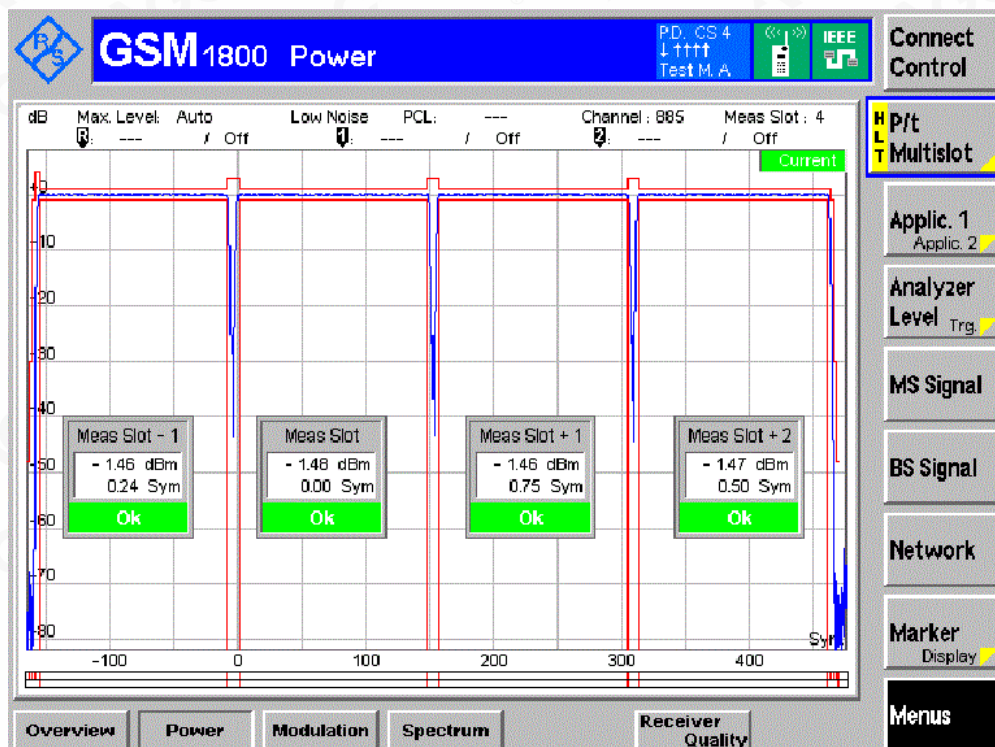 R/S
GSM 1800 Power
P.D. CS 4
Test M. A
IEEE
Connect Control
dB Max. Level: Auto Low Noise PCL: --- Channel : 885 Meas Slot : 4
R: --- / Off 1: --- / Off 2: --- / Off
Current
HLT P/t Multislot
Applic. 1
Applic. 2
Analyzer Level Trg.
MS Signal
BS Signal
Network
Marker
Display
Menus
+0
-10
-20
-30
-40
-50
-60
-70
-80
Meas Slot - 1
- 1.46 dBm
0.24 Sym
Ok
Meas Slot
- 1.48 dBm
0.00 Sym
Ok
Meas Slot + 1
- 1.46 dBm
0.75 Sym
Ok
Meas Slot + 2
- 1.47 dBm
0.50 Sym
Ok
Sym
-100 0 100 200 300 400
Overview Power Modulation Spectrum Receiver Quality